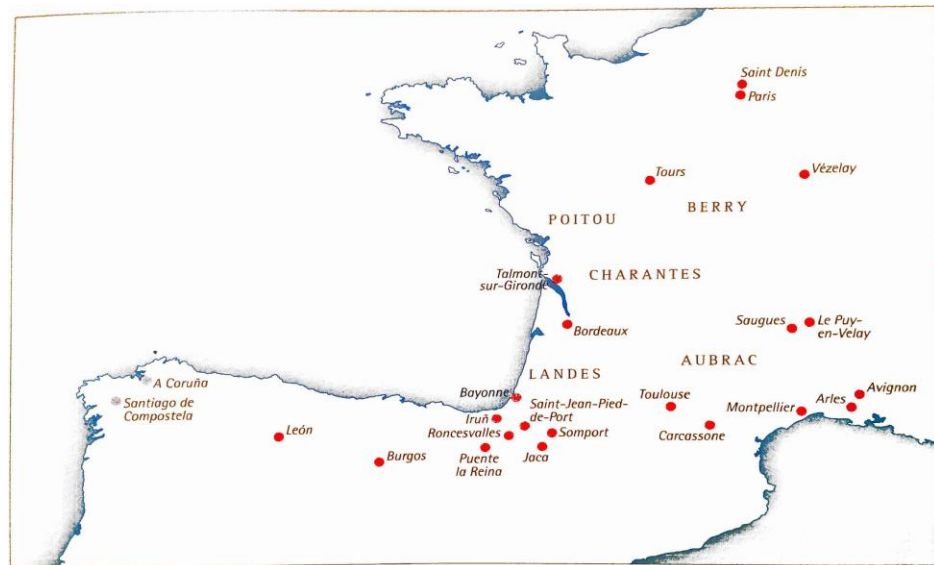 Saint Denis
Paris
Tours
Vézelay
BERRY
POITOU
Talmont-
sur-Gironde
CHARANTES
Bordeaux
Saugues
Le Puy-
en-Velay
AUBRAC
LANDES
A Coruña
Santiago de
Compostela
Bayonne
Saint-Jean-Pied-
de-Port
Toulouse
Montpellier
Arles
Avignon
Iruñ
Roncesvalles
Somport
Carcassone
León
Burgos
Puente
la Reina
Jaca